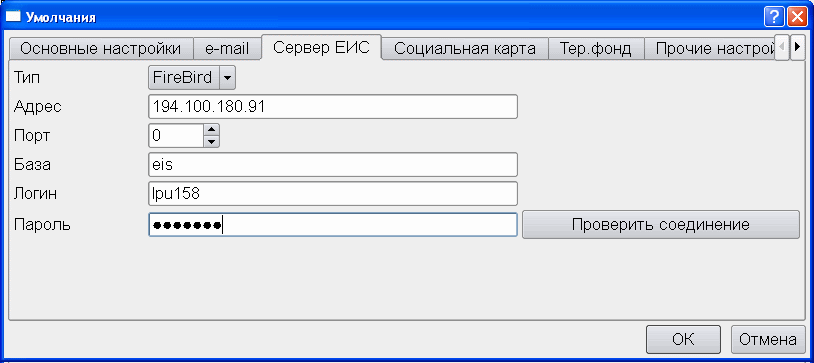 Умолчания
Основные настройки e-mail Сервер ЕИС Социальная карта Тер.фонд Прочие настрой
Тип FireBird
Адрес 194.100.180.91
Порт 0
База eis
Логин lpu158
Пароль ●●●●●●● Проверить соединение
OK Отмена